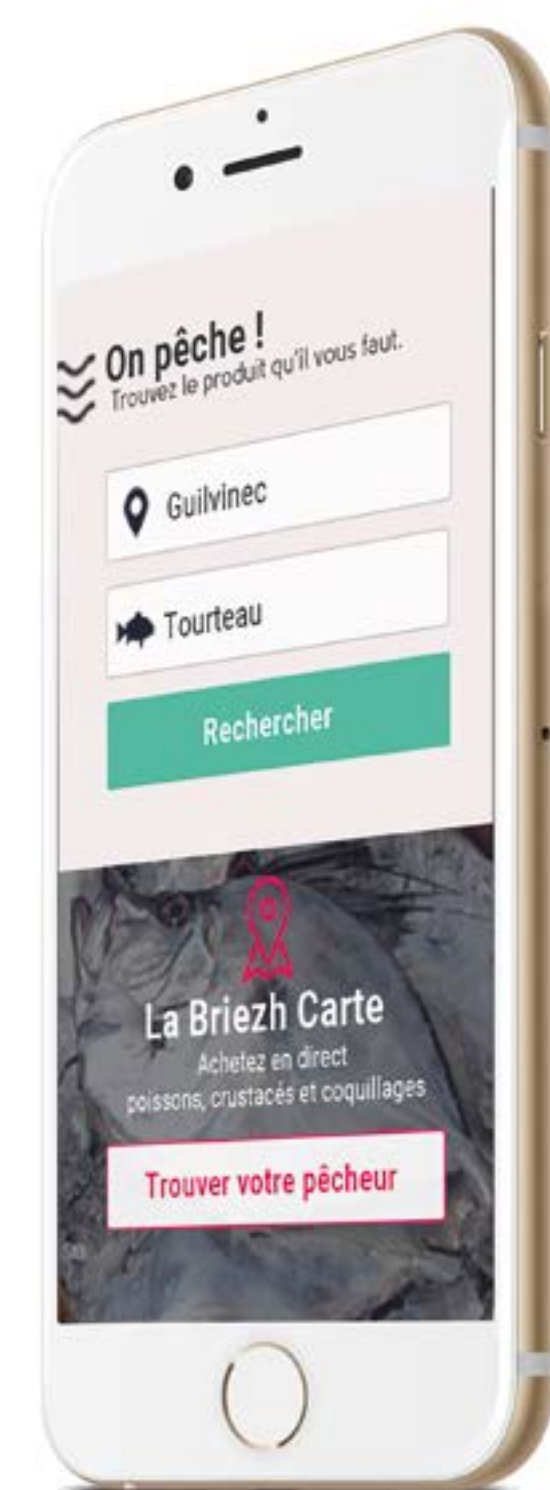 On pêche !
Trouvez le produit qu'il vous faut.
Guilvinec
Tourteau
Rechercher
La Briezh Carte
Achetez en direct
poissons, crustacés et coquillages
Trouver votre pêcheur